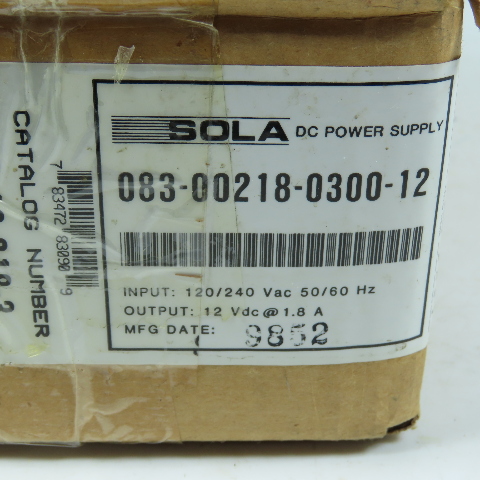 SOLA DC POWER SUPPLY
083-00218-0300-12
INPUT: 120/240 Vac 50/60 Hz
OUTPUT: 12 Vdc@1.8 A
MFG DATE: 9852
CATALOG NUMBER
7 83472 83090 9